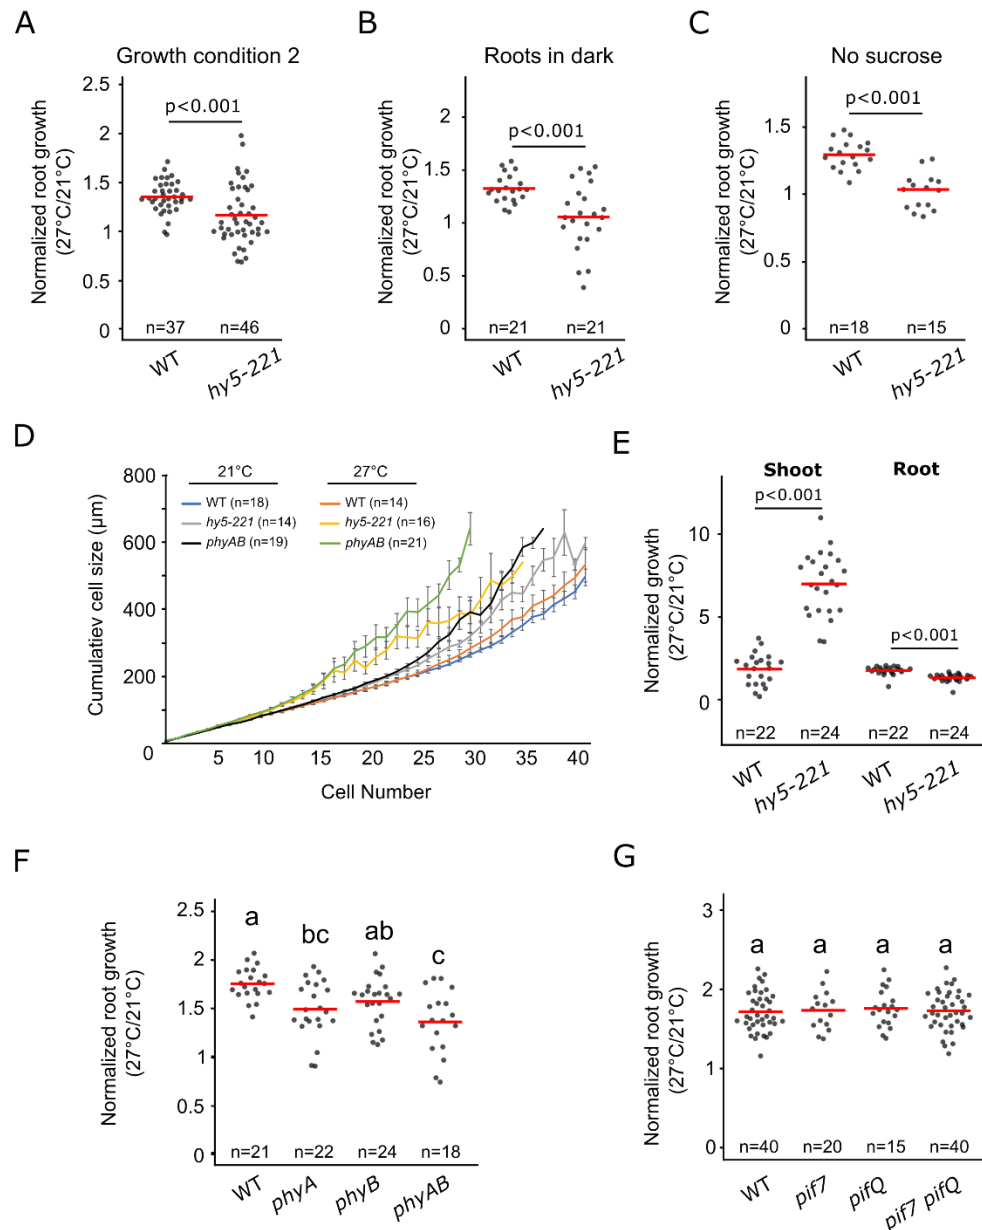 A
Growth condition 2
Normalized root growth
(27°C/21°C)
2.5
2
1.5
1
0.5
0
p<0.001
n=37
n=46
WT
hy5-221
B
Roots in dark
Normalized root growth
(27°C/21°C)
2
1.5
1
0.5
0
p<0.001
n=21
n=21
WT
hy5-221
C
No sucrose
Normalized root growth
(27°C/21°C)
1.5
1.0
0.5
0
p<0.001
n=18
n=15
WT
hy5-221
D
Cumulatiev cell size (μm)
800
600
400
200
0
21°C
WT (n=18)
hy5-221 (n=14)
phyAB (n=19)
27°C
WT (n=14)
hy5-221 (n=16)
phyAB (n=21)
5
10
15
20
25
30
35
40
Cell Number
E
Shoot
Root
Normalized growth
(27°C/21°C)
10
5
0
p<0.001
p<0.001
n=22
n=24
n=22
n=24
WT
hy5-221
WT
hy5-221
F
Normalized root growth
(27°C/21°C)
2.5
2
1.5
1
0.5
0
a
bc
ab
c
n=21
n=22
n=24
n=18
WT
phyA
phyB
phyAB
G
Normalized root growth
(27°C/21°C)
3
2
1
0
a
a
a
a
n=40
n=20
n=15
n=40
WT
pif7
pifQ
pif7 pifQ